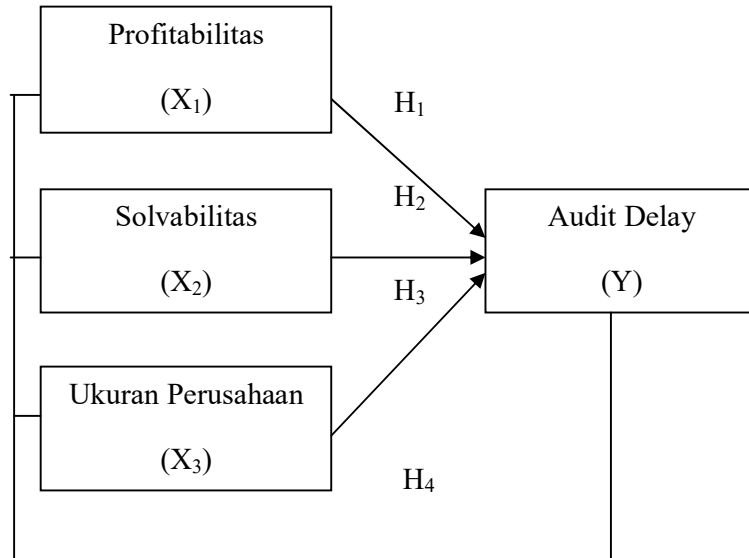 Profitabilitas
(X₁)
H₁
Solvabilitas
(X₂)
H₂
Audit Delay
(Y)
H₃
Ukuran Perusahaan
(X₃)
H₄